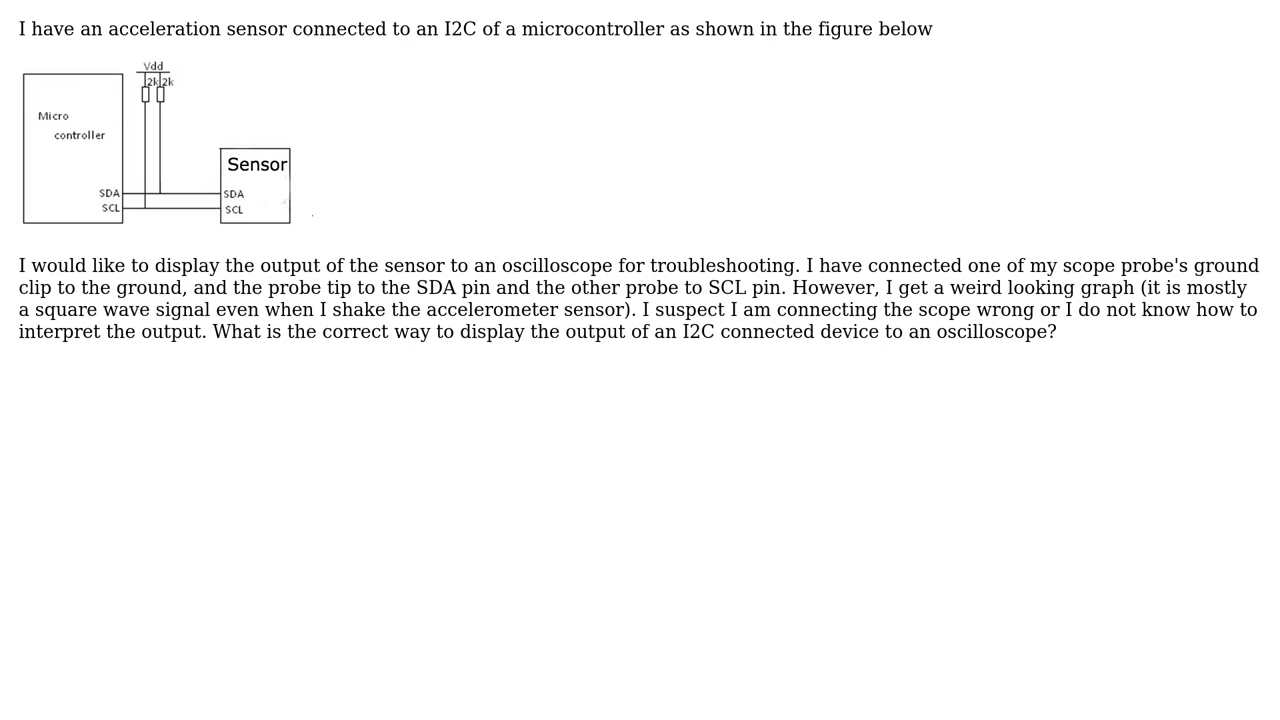 I have an acceleration sensor connected to an I2C of a microcontroller as shown in the figure below
Vdd
2k 2k
Micro
controller
Sensor
SDA SDA
SCL SCL
I would like to display the output of the sensor to an oscilloscope for troubleshooting. I have connected one of my scope probe's ground
clip to the ground, and the probe tip to the SDA pin and the other probe to SCL pin. However, I get a weird looking graph (it is mostly
a square wave signal even when I shake the accelerometer sensor). I suspect I am connecting the scope wrong or I do not know how to
interpret the output. What is the correct way to display the output of an I2C connected device to an oscilloscope?